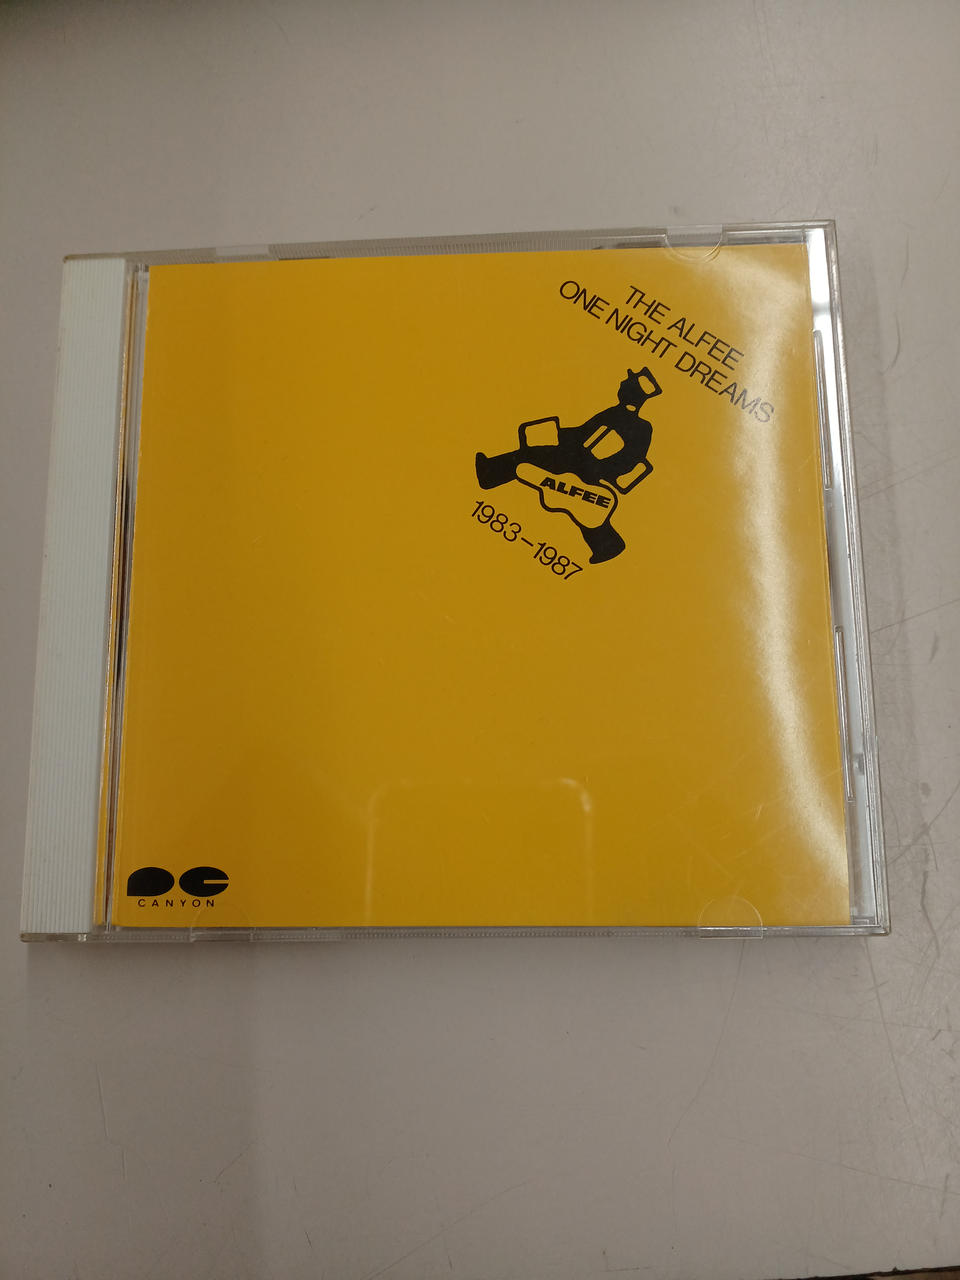 THE ALFEE
ONE NIGHT DREAMS
ALFEE
1983-1987
CANYON